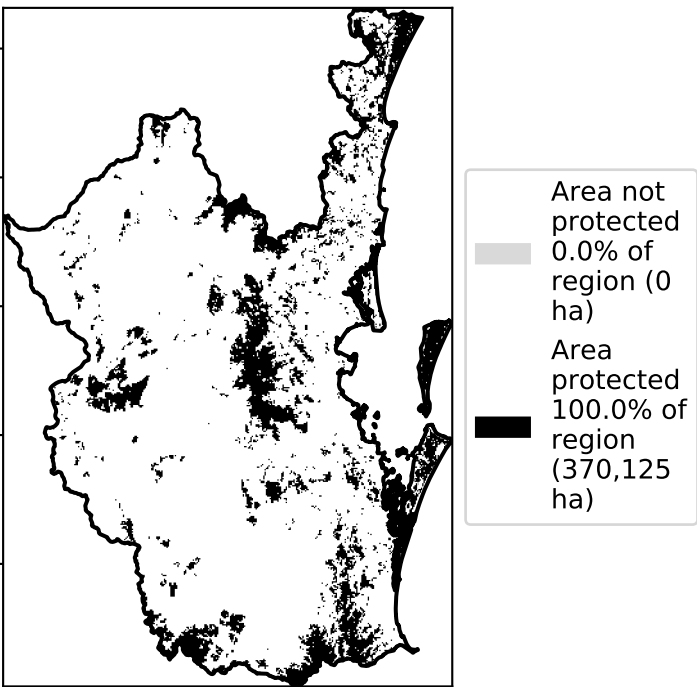 Area not
protected
0.0% of
region (0
ha)
Area
protected
100.0% of
region
(370,125
ha)